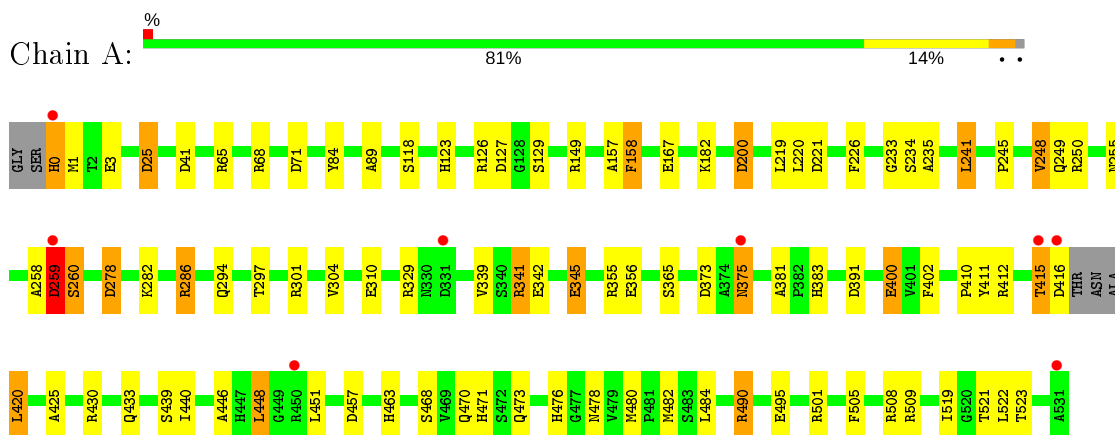 %
Chain A:
81% 14% • •
GLY SER H0 M1 T2 E3 D25 D41 R65 R68 D71 Y84 A89 S118 H123 R126 D127 G128 S129 R149 A157 F158 E167 K182 D200 L219 L220 D221 F226 G233 S234 A235 L241 P245 V248 Q249 R250 N255
A258 D259 S260 D278 K282 R286 Q294 T297 R301 V304 E310 R329 N330 D331 V339 S340 R341 E342 E345 R355 E356 S365 D373 A374 N375 A381 P382 H383 D391 E400 V401 F402 P410 Y411 R412 T415 D416 THR ASN ALA
L420 A425 R430 Q433 S439 I440 A446 H447 L448 G449 R450 L451 D457 H463 S468 V469 Q470 H471 S472 Q473 H476 G477 N478 V479 M480 P481 M482 S483 L484 R490 E495 R501 F505 R508 R509 I519 G520 T521 L522 T523 A531